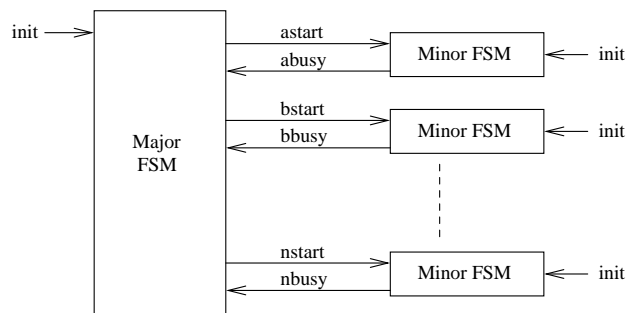 init
astart
abusy
Minor FSM
init
bstart
bbusy
Minor FSM
init
Major
FSM
nstart
nbusy
Minor FSM
init